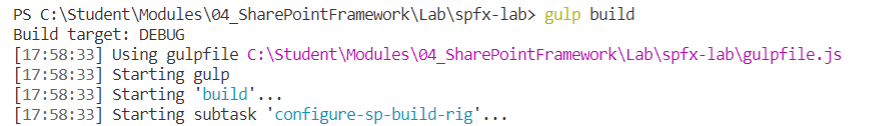 PS C:\Student\Modules\04_SharePointFramework\Lab\spfx-lab> gulp build
Build target: DEBUG
[17:58:33] Using gulpfile C:\Student\Modules\04_SharePointFramework\Lab\spfx-lab\gulpfile.js
[17:58:33] Starting gulp
[17:58:33] Starting 'build'...
[17:58:33] Starting subtask 'configure-sp-build-rig'...